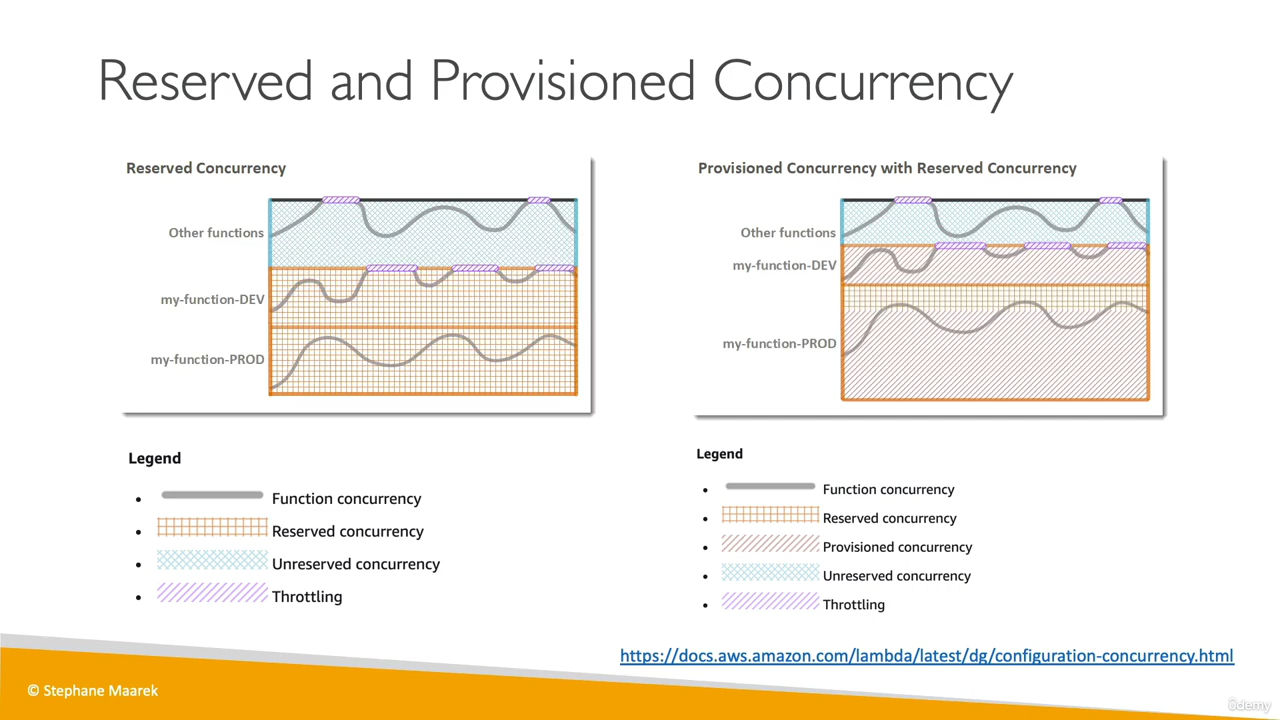 Reserved and Provisioned Concurrency
Reserved Concurrency
Other functions
my-function-DEV
my-function-PROD
Legend
• Function concurrency
• Reserved concurrency
• Unreserved concurrency
• Throttling
Provisioned Concurrency with Reserved Concurrency
Other functions
my-function-DEV
my-function-PROD
Legend
• Function concurrency
• Reserved concurrency
• Provisioned concurrency
• Unreserved concurrency
• Throttling
https://docs.aws.amazon.com/lambda/latest/dg/configuration-concurrency.html
© Stephane Maarek
ûdemy